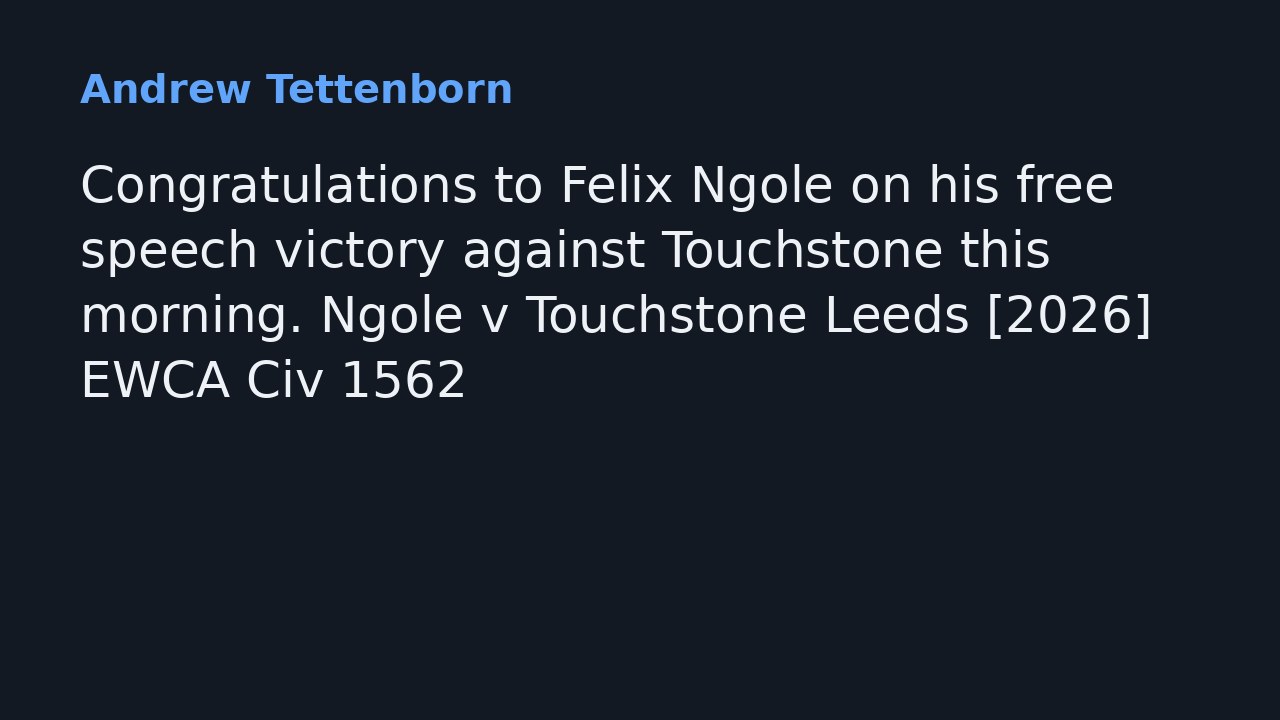 Andrew Tettenborn
Congratulations to Felix Ngole on his free
speech victory against Touchstone this
morning. Ngole v Touchstone Leeds [2026]
EWCA Civ 1562